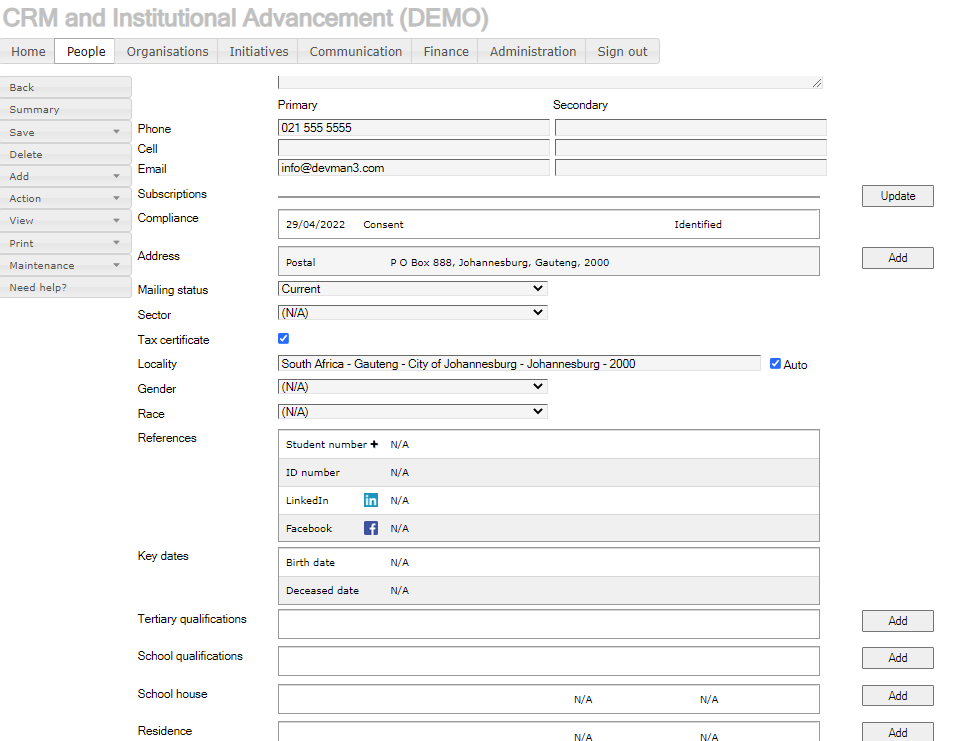 CRM and Institutional Advancement (DEMO)
Home People Organisations Initiatives Communication Finance Administration Sign out
Back
Summary
Save
Delete
Add
Action
View
Print
Maintenance
Need help?
Primary Secondary
Phone 021 555 5555
Cell
Email info@devman3.com
Subscriptions Update
Compliance 29/04/2022 Consent Identified
Address Postal P O Box 888, Johannesburg, Gauteng, 2000 Add
Mailing status Current
Sector (N/A)
Tax certificate
Locality South Africa - Gauteng - City of Johannesburg - Johannesburg - 2000 Auto
Gender (N/A)
Race (N/A)
References Student number + N/A
ID number N/A
LinkedIn in N/A
Facebook f N/A
Key dates Birth date N/A
Deceased date N/A
Tertiary qualifications Add
School qualifications Add
School house N/A N/A Add
Residence N/A N/A Add